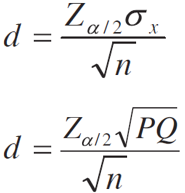 d = Z_{α/2}σ_x / √n
d = Z_{α/2}√PQ / √n